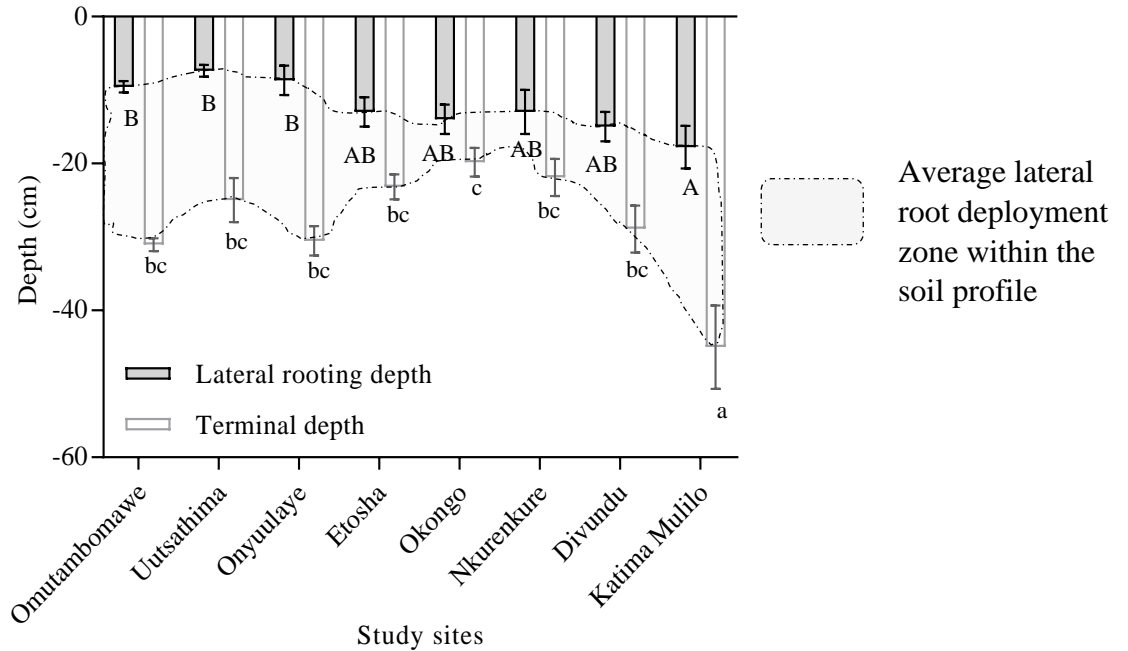 0
-20
-40
-60
Depth (cm)
B
B
B
AB
AB
AB
AB
A
bc
bc
bc
bc
c
bc
bc
a
Lateral rooting depth
Terminal depth
Omutambomawe
Uutsathima
Onyuulaye
Etosha
Okongo
Nkurenkure
Divundu
Katima Mulilo
Study sites
Average lateral
root deployment
zone within the
soil profile